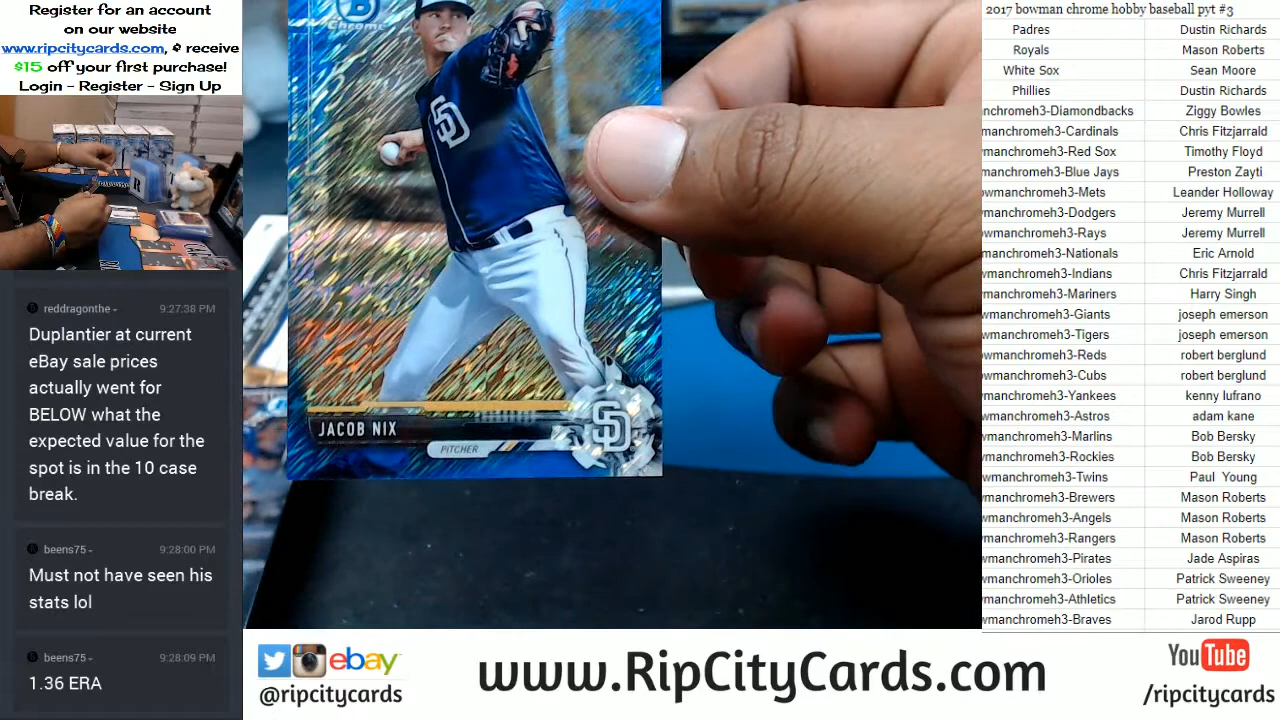 Register for an account
on our website
www.ripcitycards.com, & receive
$15 off your first purchase!
Login - Register - Sign Up
reddragonthe 9:27:38 PM
Duplantier at current
eBay sale prices
actually went for
BELOW what the
expected value for the
spot is in the 10 case
break.
beens75 9:28:00 PM
Must not have seen his
stats lol
beens75 9:28:09 PM
1.36 ERA
B
Chrome
SD
JACOB NIX
PITCHER
SD
2017 bowman chrome hobby baseball pyt #3
Padres Dustin Richards
Royals Mason Roberts
White Sox Sean Moore
Phillies Dustin Richards
nchromeh3-Diamondbacks Ziggy Bowles
manchromeh3-Cardinals Chris Fitzjarrald
manchromeh3-Red Sox Timothy Floyd
manchromeh3-Blue Jays Preston Zayti
owmanchromeh3-Mets Leander Holloway
wmanchromeh3-Dodgers Jeremy Murrell
owmanchromeh3-Rays Jeremy Murrell
manchromeh3-Nationals Eric Arnold
wmanchromeh3-Indians Chris Fitzjarrald
manchromeh3-Mariners Harry Singh
wmanchromeh3-Giants joseph emerson
wmanchromeh3-Tigers joseph emerson
owmanchromeh3-Reds robert berglund
owmanchromeh3-Cubs robert berglund
manchromeh3-Yankees kenny lufrano
wmanchromeh3-Astros adam kane
wmanchromeh3-Marlins Bob Bersky
manchromeh3-Rockies Bob Bersky
wmanchromeh3-Twins Paul Young
manchromeh3-Brewers Mason Roberts
wmanchromeh3-Angels Mason Roberts
manchromeh3-Rangers Mason Roberts
wmanchromeh3-Pirates Jade Aspiras
wmanchromeh3-Orioles Patrick Sweeney
manchromeh3-Athletics Patrick Sweeney
wmanchromeh3-Braves Jarod Rupp
ebay
@ripcitycards
www.RipCityCards.com
YouTube
/ripcitycards